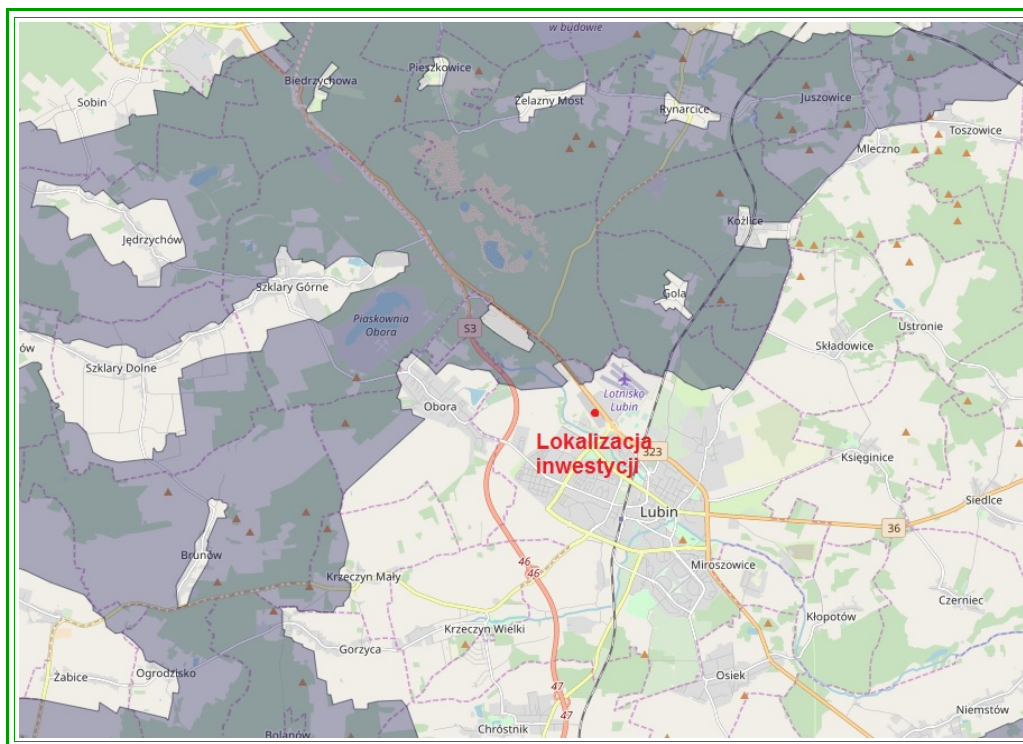 w budowie
Pieszkowice
Biedrzychowa
Sobin
Żelazny Most
Rynarcice
Juszowice
Toszowice
Mleczno
Koźlice
Jędrzychów
Szklary Górne
Gola
Piaskownia
Obora
S3
Ustronie
Składowice
ów
Szklary Dolne
Lotnisko
Lubin
Obora
Lokalizacja
inwestycji
323
Księginice
Siedlce
Lubin
36
Brunów
46
46
Krzeczyn Mały
Miroszowice
Czerniec
Kłopotów
Krzeczyn Wielki
Gorzyca
Żabice
Ogrodzisko
Osiek
47
47
Niemstów
Chróstnik
Bolanów